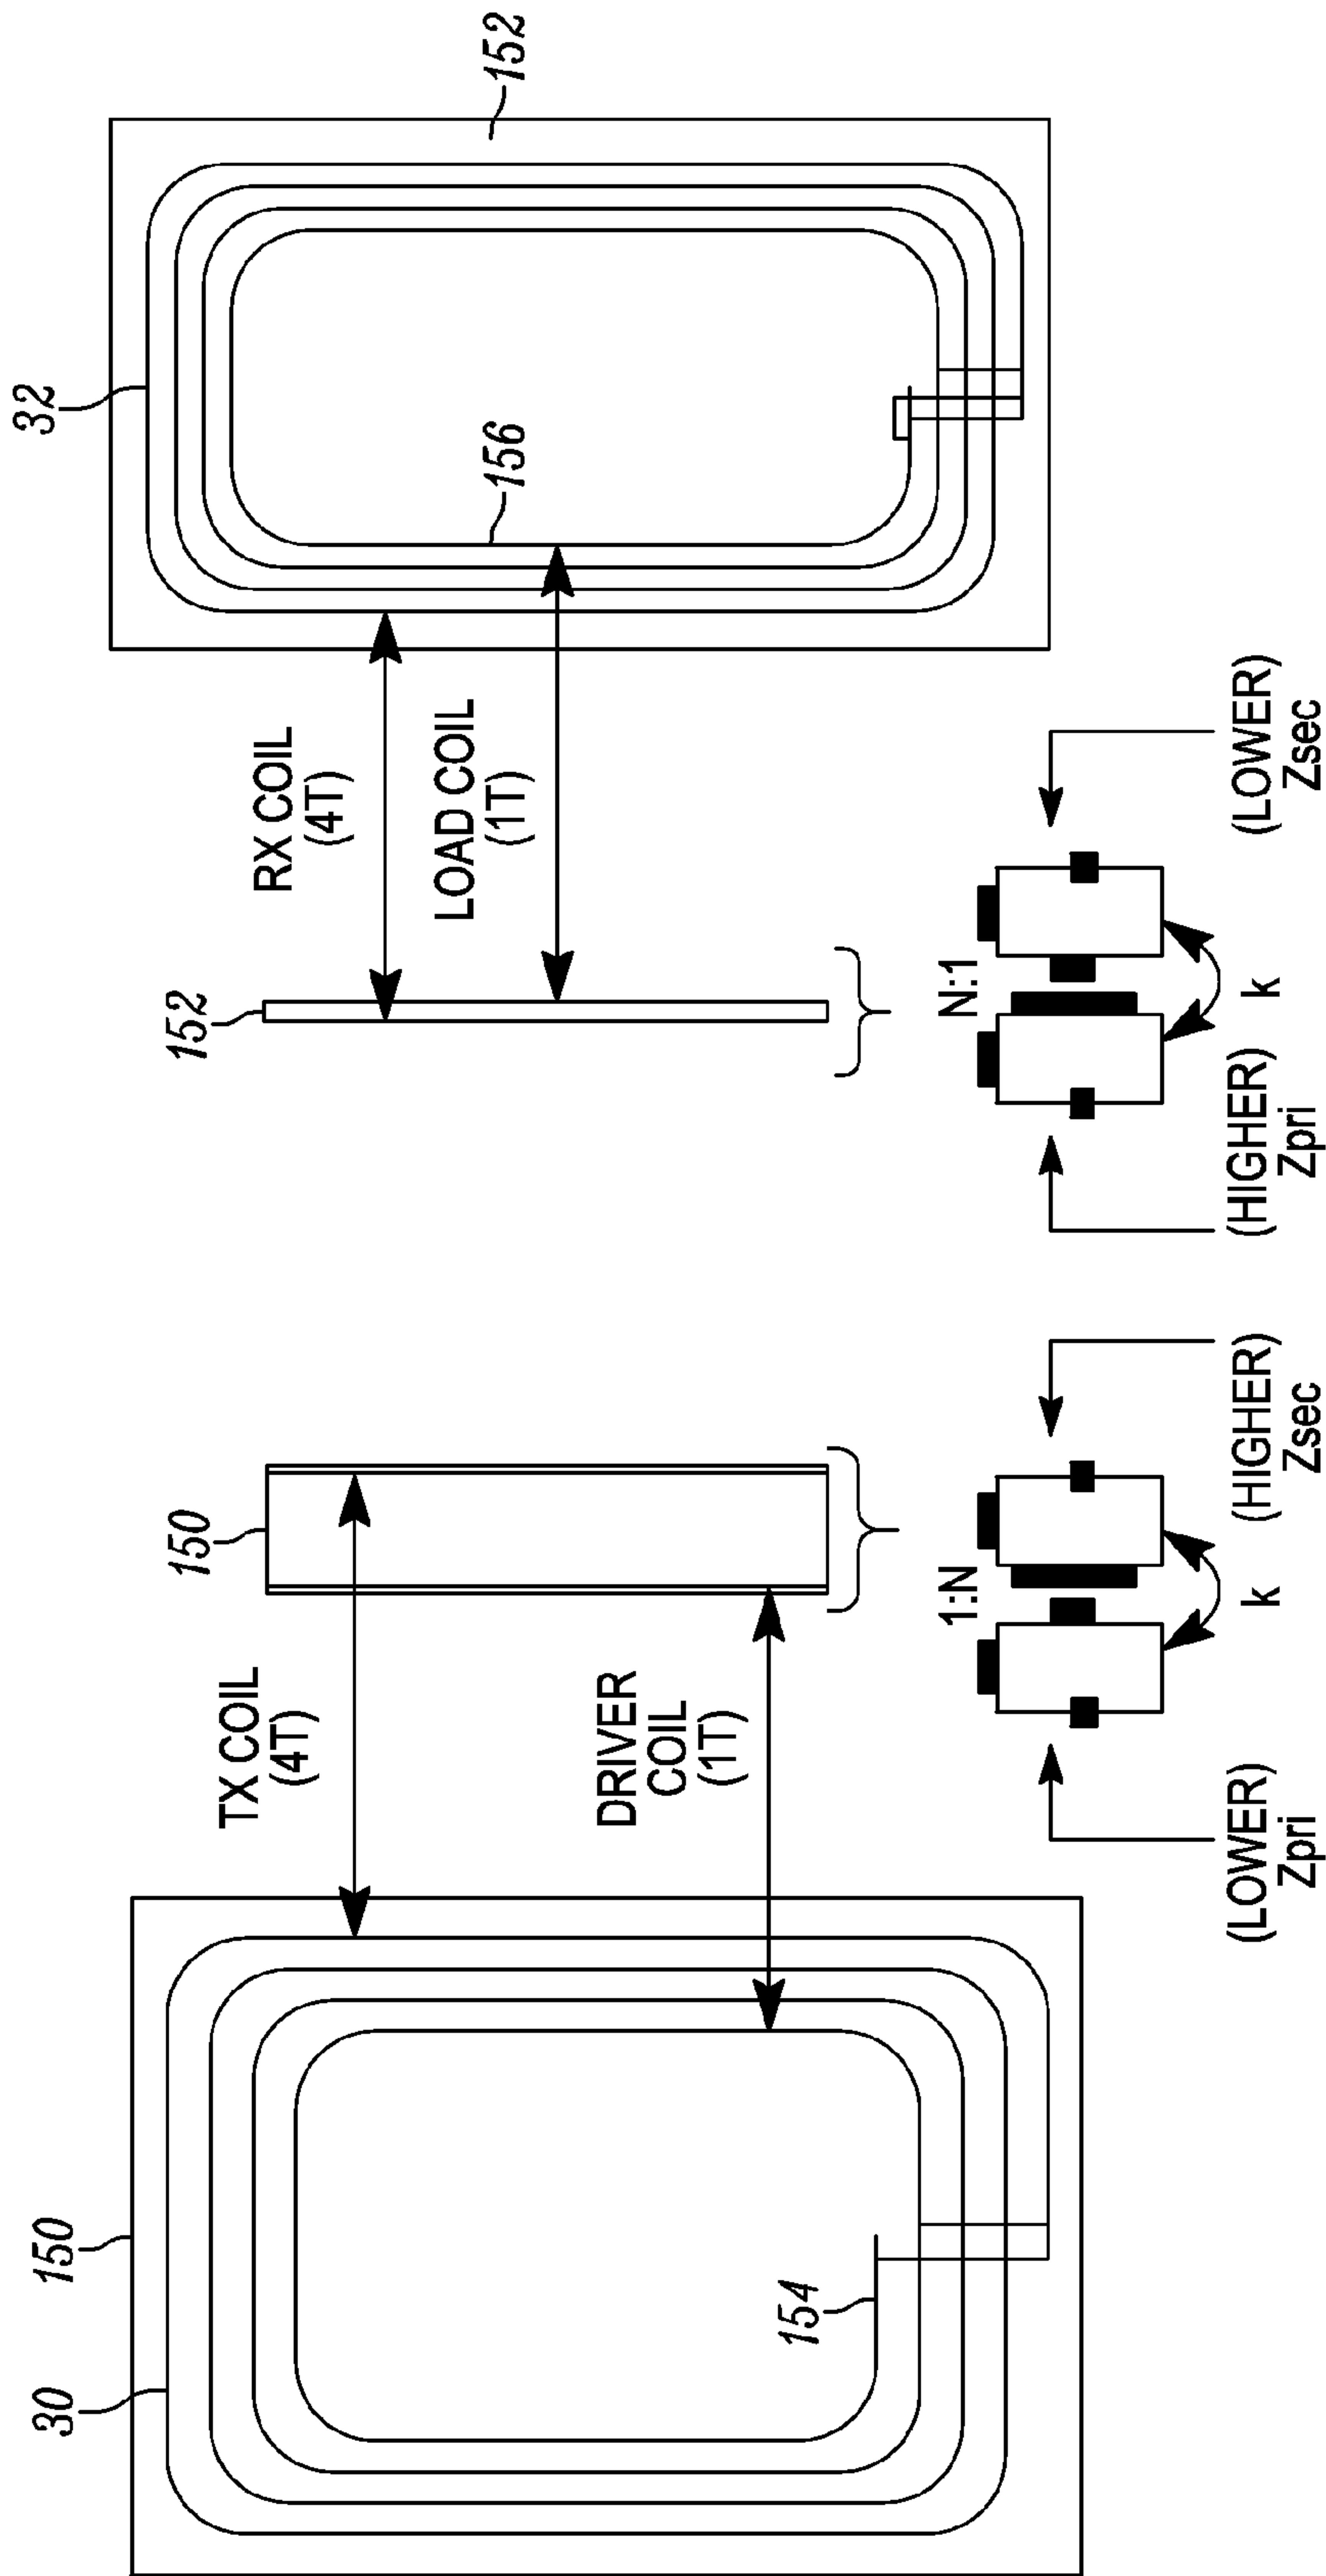 30
150
154
TX COIL
(4T)
DRIVER
COIL
(1T)
150
1:N
k
(LOWER)
Zpri
(HIGHER)
Zsec
152
RX COIL
(4T)
LOAD COIL
(1T)
N:1
k
(HIGHER)
Zpri
(LOWER)
Zsec
32
156
152